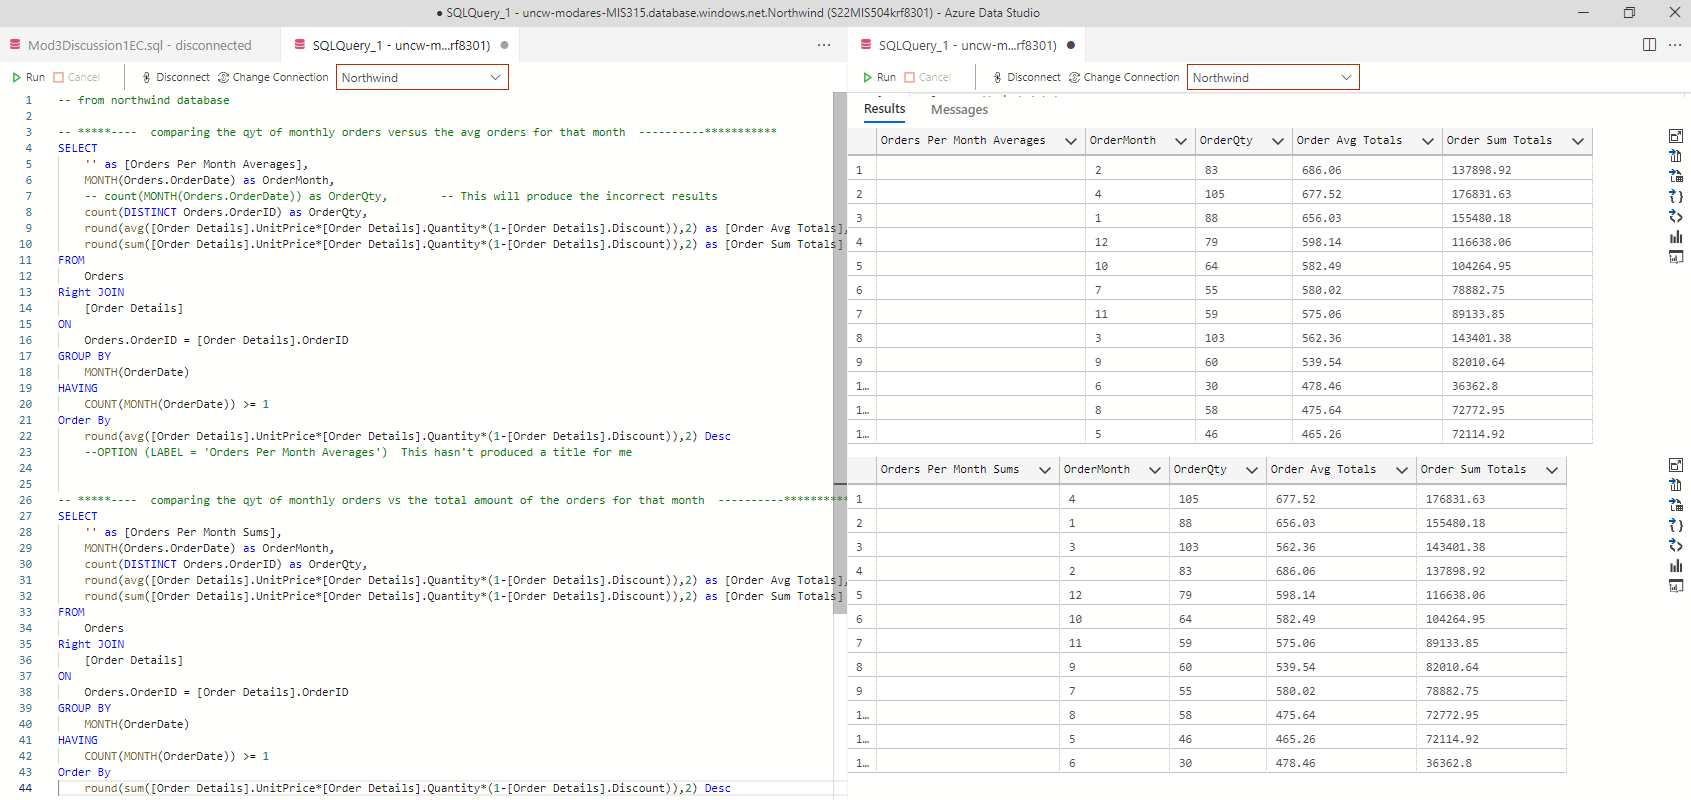 ● SQLQuery_1 - uncw-modares-MIS315.database.windows.net.Northwind (S22MIS504krf8301) - Azure Data Studio
Mod3Discussion1EC.sql - disconnected
SQLQuery_1 - uncw-m...rf8301) ●
Run Cancel Disconnect Change Connection Northwind
1 -- from northwind database
2
3 -- *****---- comparing the qyt of monthly orders versus the avg orders for that month ----------***********
4 SELECT
5 '' as [Orders Per Month Averages],
6 MONTH(Orders.OrderDate) as OrderMonth,
7 -- count(MONTH(Orders.OrderDate)) as OrderQty, -- This will produce the incorrect results
8 count(DISTINCT Orders.OrderID) as OrderQty,
9 round(avg([Order Details].UnitPrice*[Order Details].Quantity*(1-[Order Details].Discount)),2) as [Order Avg Totals],
10 round(sum([Order Details].UnitPrice*[Order Details].Quantity*(1-[Order Details].Discount)),2) as [Order Sum Totals]
11 FROM
12 Orders
13 Right JOIN
14 [Order Details]
15 ON
16 Orders.OrderID = [Order Details].OrderID
17 GROUP BY
18 MONTH(OrderDate)
19 HAVING
20 COUNT(MONTH(OrderDate)) >= 1
21 Order By
22 round(avg([Order Details].UnitPrice*[Order Details].Quantity*(1-[Order Details].Discount)),2) Desc
23 --OPTION (LABEL = 'Orders Per Month Averages') This hasn't produced a title for me
24
25
26 -- *****---- comparing the qyt of monthly orders vs the total amount of the orders for that month ----------**********
27 SELECT
28 '' as [Orders Per Month Sums],
29 MONTH(Orders.OrderDate) as OrderMonth,
30 count(DISTINCT Orders.OrderID) as OrderQty,
31 round(avg([Order Details].UnitPrice*[Order Details].Quantity*(1-[Order Details].Discount)),2) as [Order Avg Totals],
32 round(sum([Order Details].UnitPrice*[Order Details].Quantity*(1-[Order Details].Discount)),2) as [Order Sum Totals]
33 FROM
34 Orders
35 Right JOIN
36 [Order Details]
37 ON
38 Orders.OrderID = [Order Details].OrderID
39 GROUP BY
40 MONTH(OrderDate)
41 HAVING
42 COUNT(MONTH(OrderDate)) >= 1
43 Order By
44 round(sum([Order Details].UnitPrice*[Order Details].Quantity*(1-[Order Details].Discount)),2) Desc
SQLQuery_1 - uncw-m...rf8301) ●
Run Cancel Disconnect Change Connection Northwind
Results Messages
Orders Per Month Averages OrderMonth OrderQty Order Avg Totals Order Sum Totals
1 2 83 686.06 137898.92
2 4 105 677.52 176831.63
3 1 88 656.03 155480.18
4 12 79 598.14 116638.06
5 10 64 582.49 104264.95
6 7 55 580.02 78882.75
7 11 59 575.06 89133.85
8 3 103 562.36 143401.38
9 9 60 539.54 82010.64
1… 6 30 478.46 36362.8
1… 8 58 475.64 72772.95
1… 5 46 465.26 72114.92
Orders Per Month Sums OrderMonth OrderQty Order Avg Totals Order Sum Totals
1 4 105 677.52 176831.63
2 1 88 656.03 155480.18
3 3 103 562.36 143401.38
4 2 83 686.06 137898.92
5 12 79 598.14 116638.06
6 10 64 582.49 104264.95
7 11 59 575.06 89133.85
8 9 60 539.54 82010.64
9 7 55 580.02 78882.75
1… 8 58 475.64 72772.95
1… 5 46 465.26 72114.92
1… 6 30 478.46 36362.8